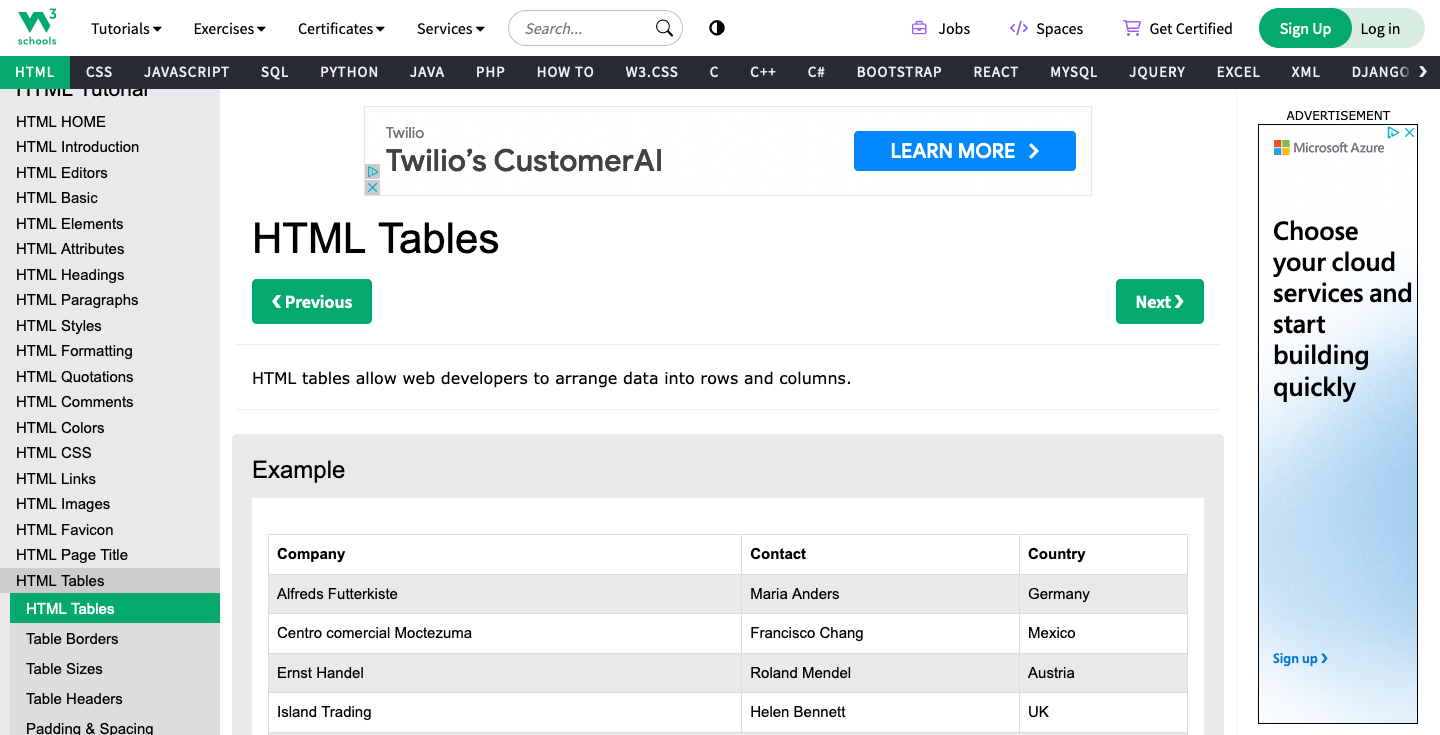 W3
schools
Tutorials
Exercises
Certificates
Services
Search...
Jobs
Spaces
Get Certified
Sign Up
Log in
HTML
CSS
JAVASCRIPT
SQL
PYTHON
JAVA
PHP
HOW TO
W3.CSS
C
C++
C#
BOOTSTRAP
REACT
MYSQL
JQUERY
EXCEL
XML
DJANGO
HTML Tutorial
HTML HOME
HTML Introduction
HTML Editors
HTML Basic
HTML Elements
HTML Attributes
HTML Headings
HTML Paragraphs
HTML Styles
HTML Formatting
HTML Quotations
HTML Comments
HTML Colors
HTML CSS
HTML Links
HTML Images
HTML Favicon
HTML Page Title
HTML Tables
HTML Tables
Table Borders
Table Sizes
Table Headers
Padding & Spacing
Twilio
Twilio's CustomerAI
LEARN MORE
HTML Tables
❮ Previous
Next ❯
HTML tables allow web developers to arrange data into rows and columns.
Example
Company Contact Country
Alfreds Futterkiste Maria Anders Germany
Centro comercial Moctezuma Francisco Chang Mexico
Ernst Handel Roland Mendel Austria
Island Trading Helen Bennett UK
ADVERTISEMENT
Microsoft Azure
Choose
your cloud
services and
start
building
quickly
Sign up ❯